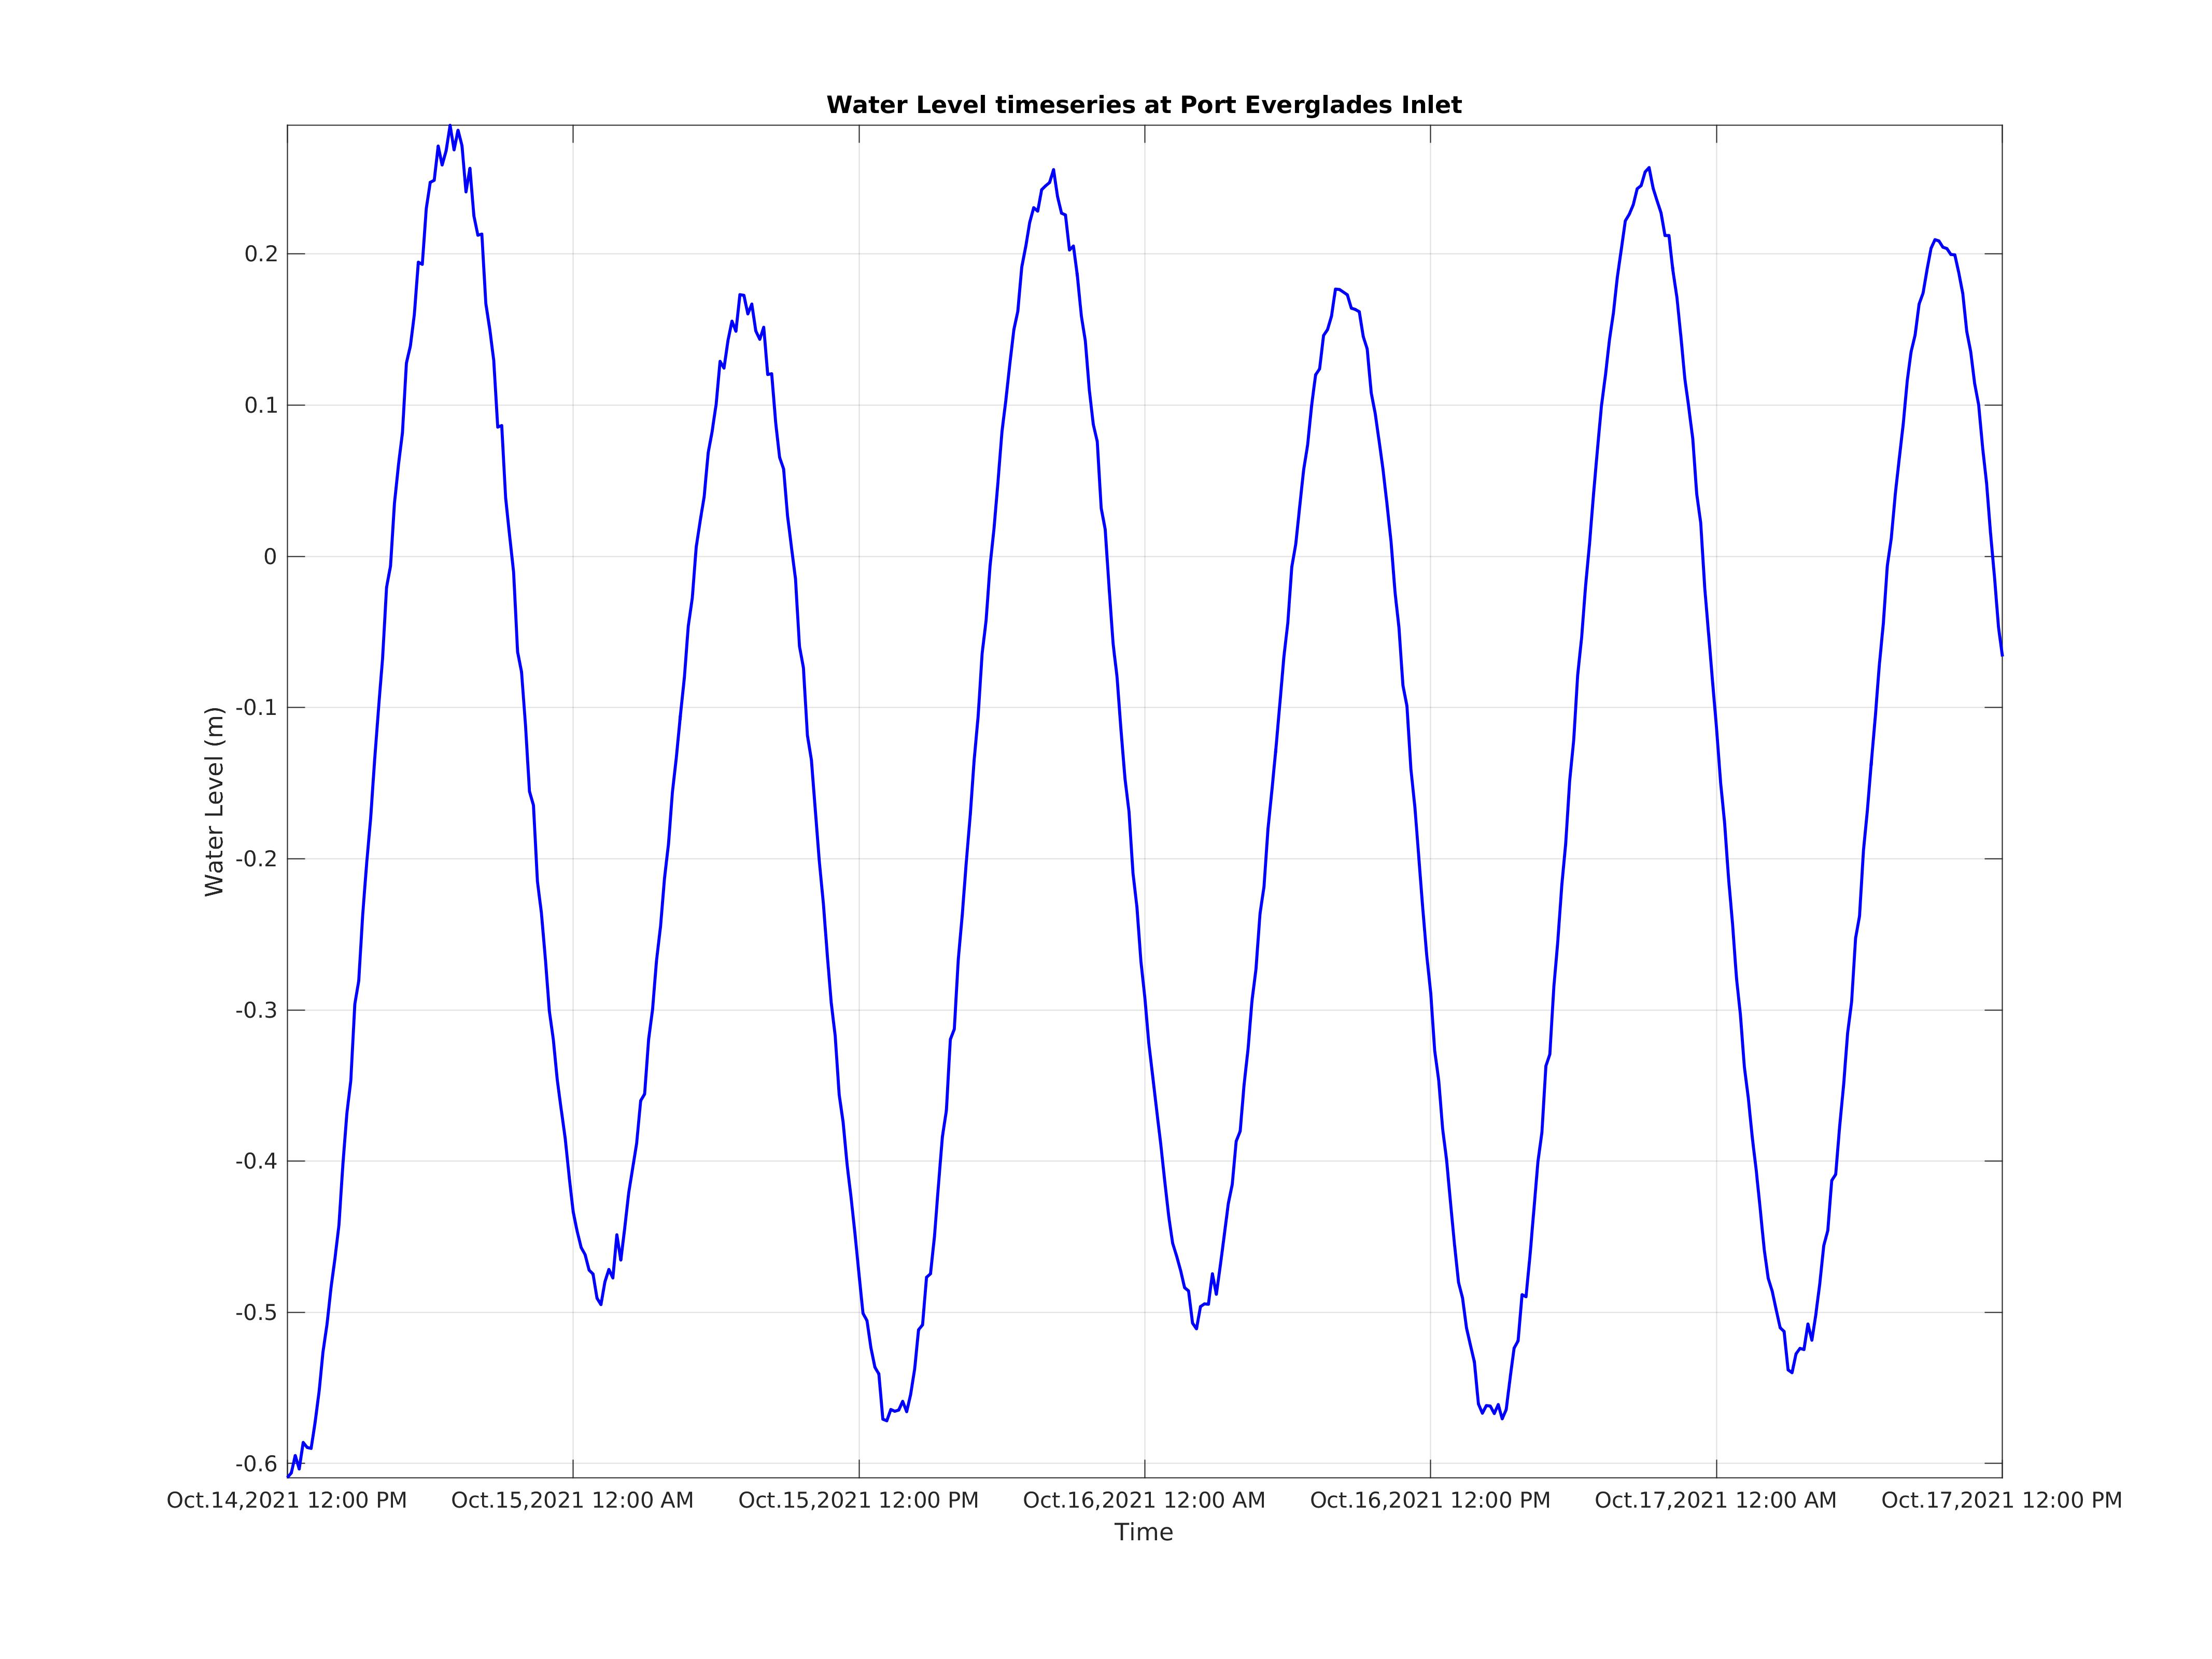 Water Level timeseries at Port Everglades Inlet
0.2
0.1
0
-0.1
-0.2
-0.3
-0.4
-0.5
-0.6
Water Level (m)
Oct.14,2021 12:00 PM
Oct.15,2021 12:00 AM
Oct.15,2021 12:00 PM
Oct.16,2021 12:00 AM
Oct.16,2021 12:00 PM
Oct.17,2021 12:00 AM
Oct.17,2021 12:00 PM
Time